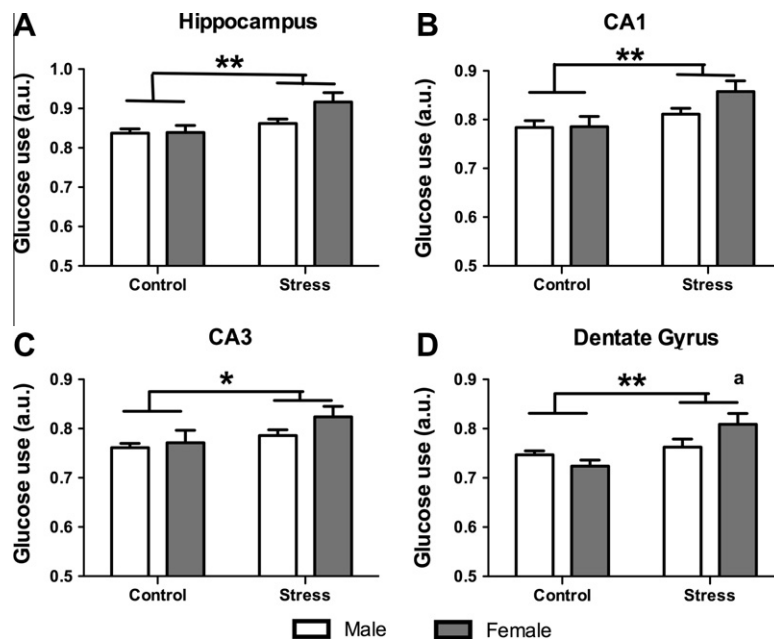 A Hippocampus
**
Glucose use (a.u.)
1.0
0.9
0.8
0.7
0.6
0.5
Control Stress
B CA1
**
Glucose use (a.u.)
0.9
0.8
0.7
0.6
0.5
Control Stress
C CA3
*
Glucose use (a.u.)
0.9
0.8
0.7
0.6
0.5
Control Stress
D Dentate Gyrus
** a
Glucose use (a.u.)
0.9
0.8
0.7
0.6
0.5
Control Stress
Male Female